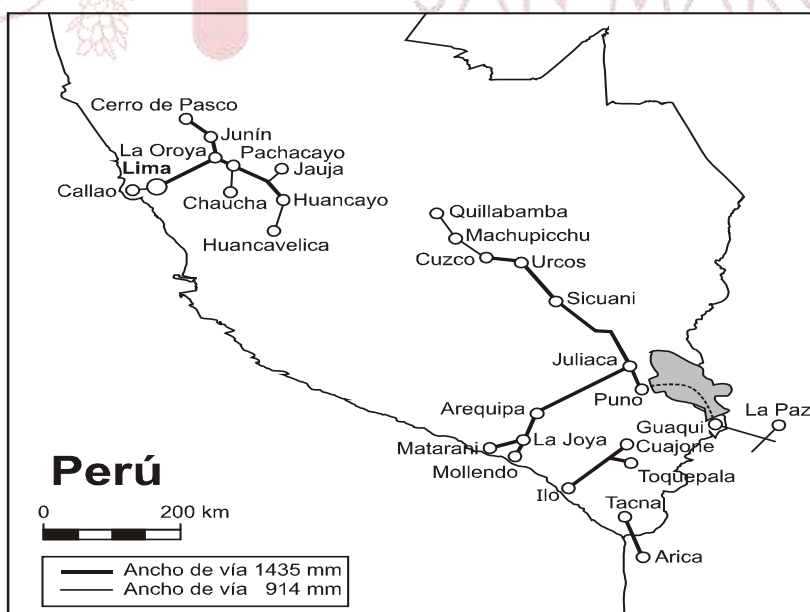 SAN MAR
Cerro de Pasco
Junín
La Oroya
Pachacayo
Lima
Jauja
Callao
Chaucha
Huancayo
Huancavelica
Quillabamba
Machupicchu
Cuzco
Urcos
Sicuani
Juliaca
Puno
Arequipa
Guaqui
La Paz
Matarani
La Joya
Cuajone
Mollendo
Toquepala
Ilo
Tacna
Arica
Perú
0 200 km
Ancho de vía 1435 mm
Ancho de vía 914 mm